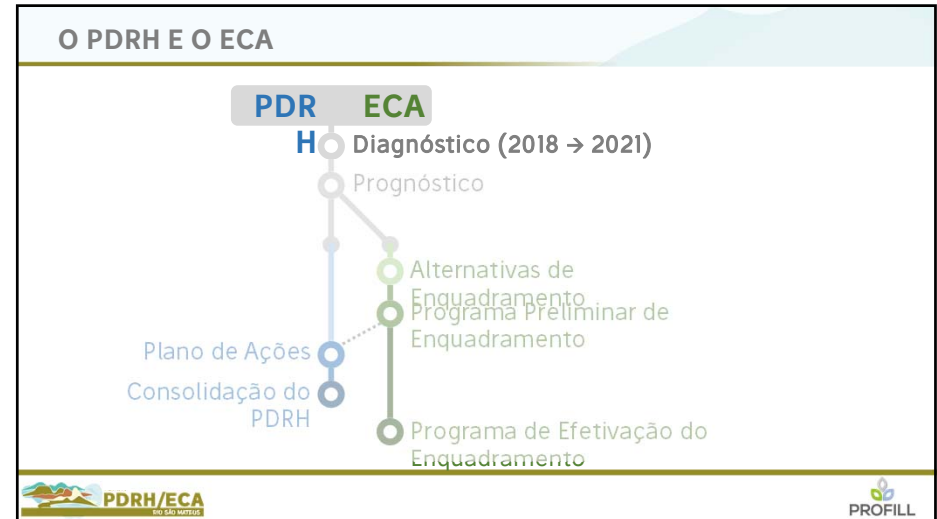 O PDRH E O ECA
PDR ECA
H Diagnóstico (2018 → 2021)
Prognóstico
Alternativas de
Enquadramento
Programa Preliminar de
Enquadramento
Plano de Ações
Consolidação do
PDRH
Programa de Efetivação do
Enquadramento
PDRH/ECA
RIO SÃO MATEUS
PROFILL